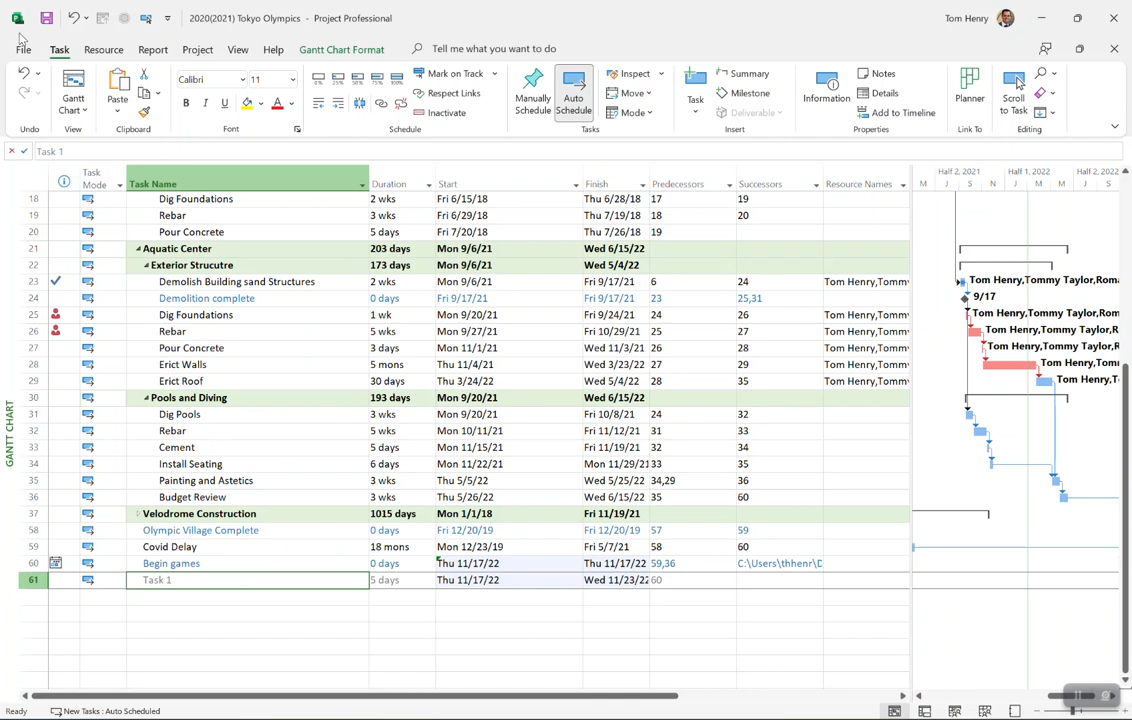 2020(2021) Tokyo Olympics - Project Professional
Tom Henry
File Task Resource Report Project View Help Gantt Chart Format Tell me what you want to do
Gantt Chart
Paste
Calibri 11
B I U A
0% 25% 50% 75% 100%
Mark on Track
Respect Links
Inactivate
Manually Schedule
Auto Schedule
Inspect
Move
Mode
Task
Summary
Milestone
Deliverable
Information
Notes
Details
Add to Timeline
Planner
Scroll to Task
Undo View Clipboard Font Schedule Tasks Insert Properties Link To Editing
Task 1
Task Mode Task Name Duration Start Finish Predecessors Successors Resource Names
Half 2, 2021 Half 1, 2022 Half 2, 2022
M J S N J M M J S
18 Dig Foundations 2 wks Fri 6/15/18 Thu 6/28/18 17 19
19 Rebar 3 wks Fri 6/29/18 Thu 7/19/18 18 20
20 Pour Concrete 5 days Fri 7/20/18 Thu 7/26/18 19
21 Aquatic Center 203 days Mon 9/6/21 Wed 6/15/22
22 Exterior Strucutre 173 days Mon 9/6/21 Wed 5/4/22
23 Demolish Building sand Structures 2 wks Mon 9/6/21 Fri 9/17/21 6 24 Tom Henry,Tommy Tom Henry,Tommy Taylor,Roma
24 Demolition complete 0 days Fri 9/17/21 Fri 9/17/21 23 25,31 9/17
25 Dig Foundations 1 wk Mon 9/20/21 Fri 9/24/21 24 26 Tom Henry,Tommy Tom Henry,Tommy Taylor,Rom
26 Rebar 5 wks Mon 9/27/21 Fri 10/29/21 25 27 Tom Henry,Tommy Tom Henry,Tommy Taylor,R
27 Pour Concrete 3 days Mon 11/1/21 Wed 11/3/21 26 28 Tom Henry,Tommy Tom Henry,Tommy Taylor,R
28 Erict Walls 5 mons Thu 11/4/21 Wed 3/23/22 27 29 Tom Henry,Tommy Tom Henry,Tomm
29 Erict Roof 30 days Thu 3/24/22 Wed 5/4/22 28 35 Tom Henry,Tommy Tom Henry,T
30 Pools and Diving 193 days Mon 9/20/21 Wed 6/15/22
31 Dig Pools 3 wks Mon 9/20/21 Fri 10/8/21 24 32
32 Rebar 5 wks Mon 10/11/21 Fri 11/12/21 31 33
33 Cement 5 days Mon 11/15/21 Fri 11/19/21 32 34
34 Install Seating 6 days Mon 11/22/21 Mon 11/29/21 33 35
35 Painting and Astetics 3 wks Thu 5/5/22 Wed 5/25/22 34,29 36
36 Budget Review 3 wks Thu 5/26/22 Wed 6/15/22 35 60
37 Velodrome Construction 1015 days Mon 1/1/18 Fri 11/19/21
58 Olympic Village Complete 0 days Fri 12/20/19 Fri 12/20/19 57 59
59 Covid Delay 18 mons Mon 12/23/19 Fri 5/7/21 58 60
60 Begin games 0 days Thu 11/17/22 Thu 11/17/22 59,36 C:\Users\thhenr\D
61 Task 1 5 days Thu 11/17/22 Wed 11/23/22 60
GANTT CHART
Ready New Tasks : Auto Scheduled